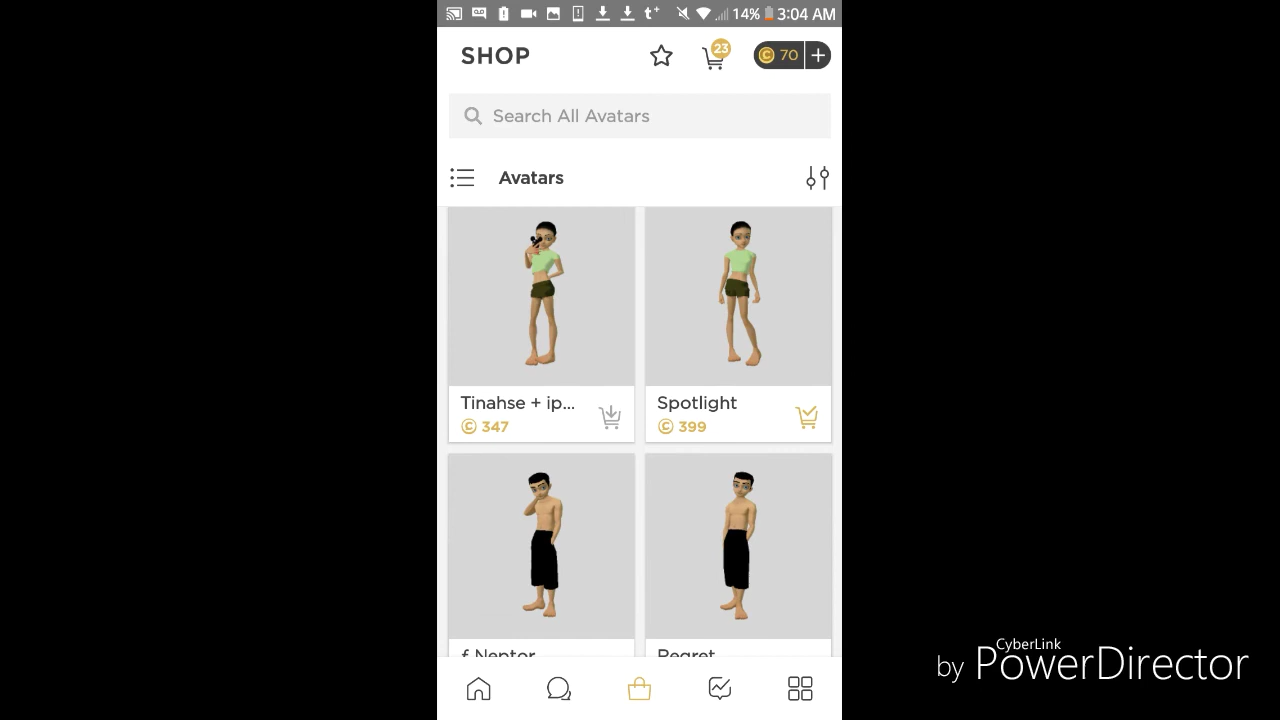 14% 3:04 AM
SHOP
23
70 +
Search All Avatars
Avatars
Tinahse + ip...
© 347
Spotlight
© 399
f Neptor
Regret
CyberLink
by PowerDirector